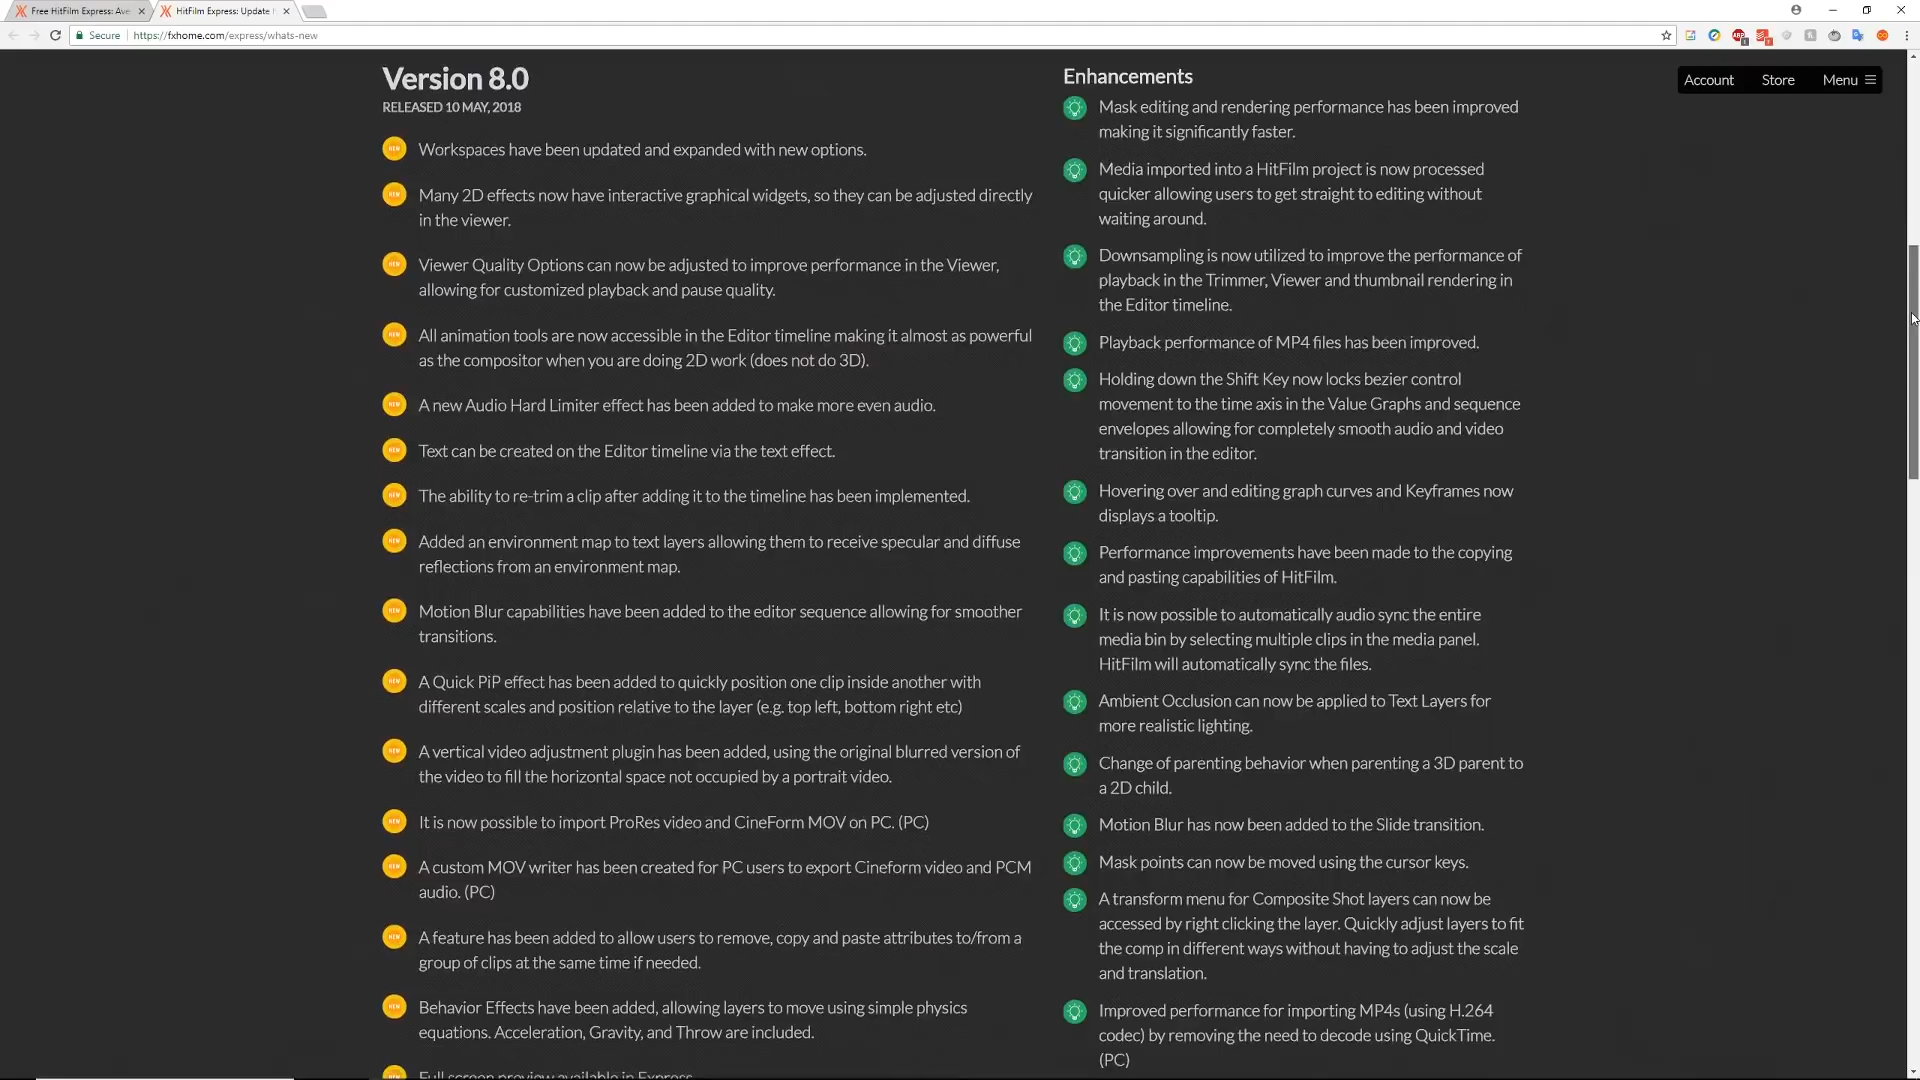 Free HitFilm Express: Ave
HitFilm Express: Update
Secure
https://fxhome.com/express/whats-new
Account
Store
Menu
Version 8.0
RELEASED 10 MAY, 2018
NEW
Workspaces have been updated and expanded with new options.
NEW
Many 2D effects now have interactive graphical widgets, so they can be adjusted directly
in the viewer.
NEW
Viewer Quality Options can now be adjusted to improve performance in the Viewer,
allowing for customized playback and pause quality.
NEW
All animation tools are now accessible in the Editor timeline making it almost as powerful
as the compositor when you are doing 2D work (does not do 3D).
NEW
A new Audio Hard Limiter effect has been added to make more even audio.
NEW
Text can be created on the Editor timeline via the text effect.
NEW
The ability to re-trim a clip after adding it to the timeline has been implemented.
NEW
Added an environment map to text layers allowing them to receive specular and diffuse
reflections from an environment map.
NEW
Motion Blur capabilities have been added to the editor sequence allowing for smoother
transitions.
NEW
A Quick PiP effect has been added to quickly position one clip inside another with
different scales and position relative to the layer (e.g. top left, bottom right etc)
NEW
A vertical video adjustment plugin has been added, using the original blurred version of
the video to fill the horizontal space not occupied by a portrait video.
NEW
It is now possible to import ProRes video and CineForm MOV on PC. (PC)
NEW
A custom MOV writer has been created for PC users to export Cineform video and PCM
audio. (PC)
NEW
A feature has been added to allow users to remove, copy and paste attributes to/from a
group of clips at the same time if needed.
NEW
Behavior Effects have been added, allowing layers to move using simple physics
equations. Acceleration, Gravity, and Throw are included.
NEW
Full screen preview available in Express
Enhancements
Mask editing and rendering performance has been improved
making it significantly faster.
Media imported into a HitFilm project is now processed
quicker allowing users to get straight to editing without
waiting around.
Downsampling is now utilized to improve the performance of
playback in the Trimmer, Viewer and thumbnail rendering in
the Editor timeline.
Playback performance of MP4 files has been improved.
Holding down the Shift Key now locks bezier control
movement to the time axis in the Value Graphs and sequence
envelopes allowing for completely smooth audio and video
transition in the editor.
Hovering over and editing graph curves and Keyframes now
displays a tooltip.
Performance improvements have been made to the copying
and pasting capabilities of HitFilm.
It is now possible to automatically audio sync the entire
media bin by selecting multiple clips in the media panel.
HitFilm will automatically sync the files.
Ambient Occlusion can now be applied to Text Layers for
more realistic lighting.
Change of parenting behavior when parenting a 3D parent to
a 2D child.
Motion Blur has now been added to the Slide transition.
Mask points can now be moved using the cursor keys.
A transform menu for Composite Shot layers can now be
accessed by right clicking the layer. Quickly adjust layers to fit
the comp in different ways without having to adjust the scale
and translation.
Improved performance for importing MP4s (using H.264
codec) by removing the need to decode using QuickTime.
(PC)